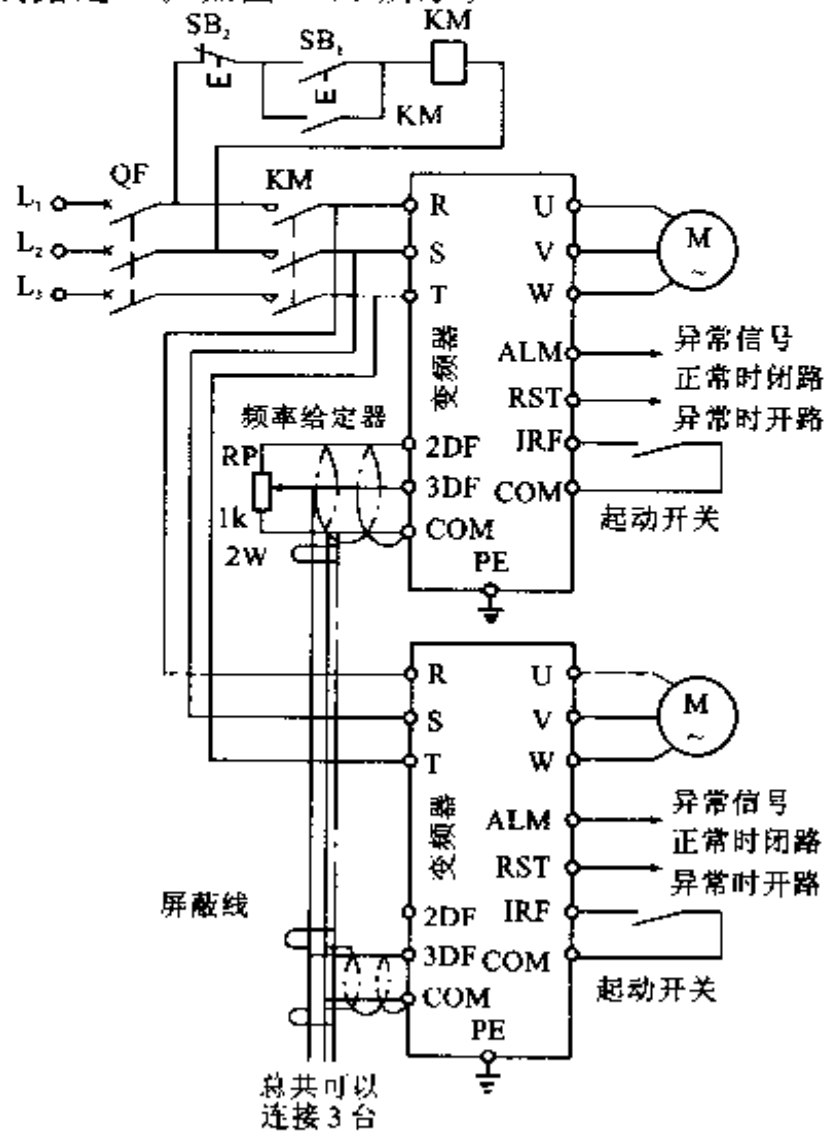 SB₂
SB₁
KM
KM
L₁
QF
KM
L₂
L₃
R
S
T
变频器
2DF
3DF
COM
PE
U
V
W
ALM
RST
JRF
COM
M
~
异常信号
正常时闭路
异常时开路
起动开关
频率给定器
RP
1k
2W
R
S
T
变频器
2DF
3DF
COM
PE
U
V
W
ALM
RST
IRF
COM
M
~
异常信号
正常时闭路
异常时开路
起动开关
屏蔽线
总共可以
连接3台